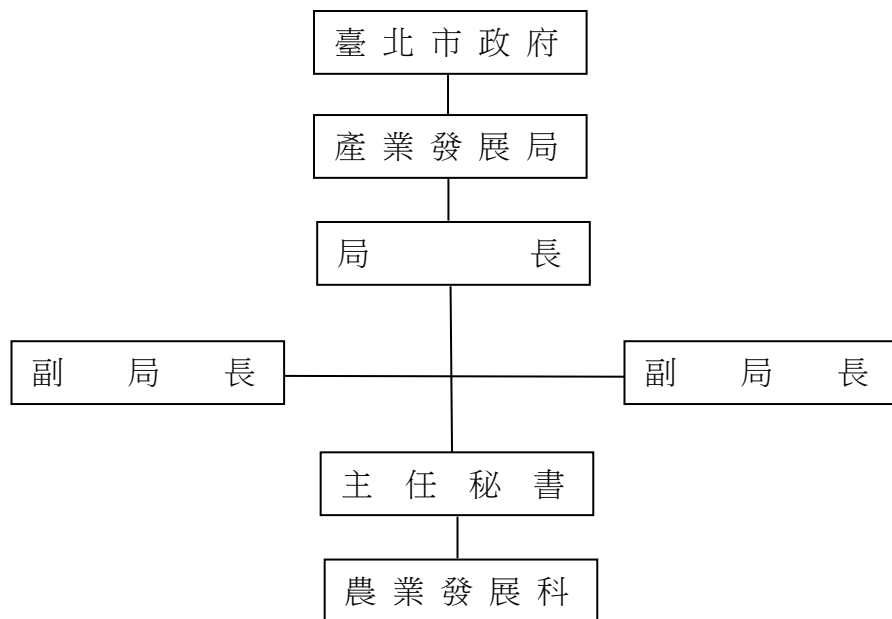 臺北市政府
產業發展局
局長
副局長
副局長
主任秘書
農業發展科